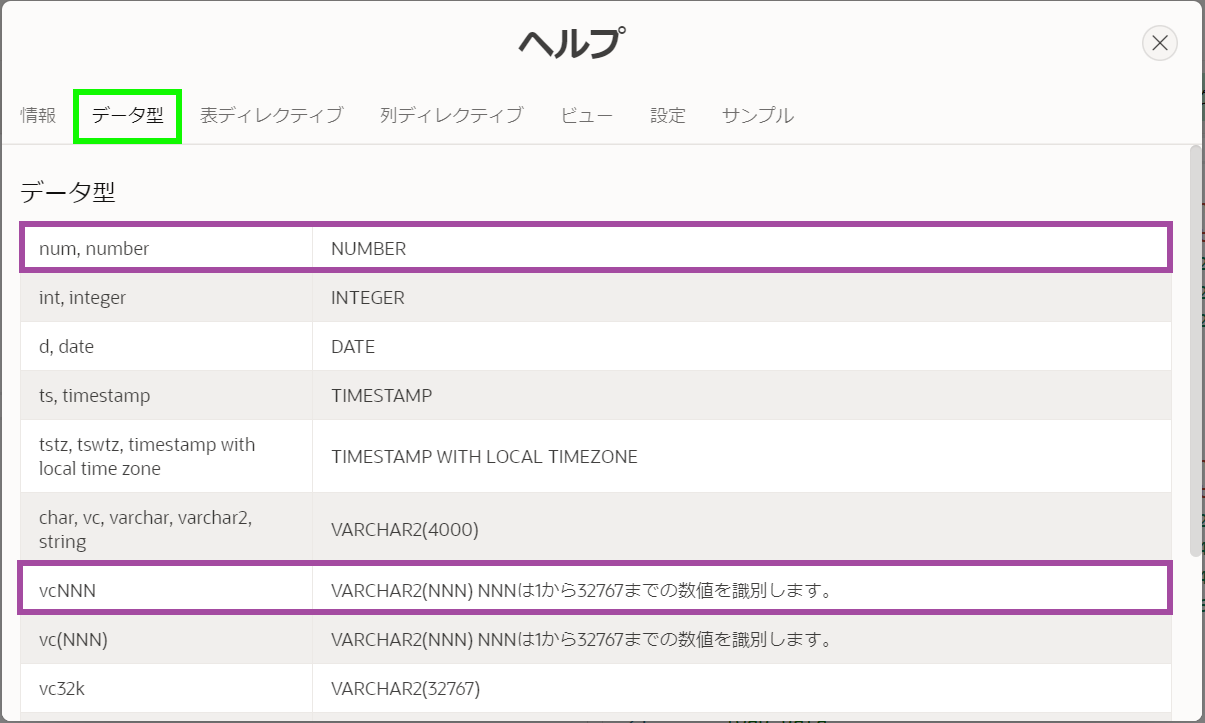 ヘルプ
情報 データ型 表ディレクティブ 列ディレクティブ ビュー 設定 サンプル
データ型
num, number NUMBER
int, integer INTEGER
d, date DATE
ts, timestamp TIMESTAMP
tstz, tswtz, timestamp with
local time zone
TIMESTAMP WITH LOCAL TIMEZONE
char, vc, varchar, varchar2,
string
VARCHAR2(4000)
vcNNN VARCHAR2(NNN) NNNは1から32767までの数値を識別します。
vc(NNN) VARCHAR2(NNN) NNNは1から32767までの数値を識別します。
vc32k VARCHAR2(32767)